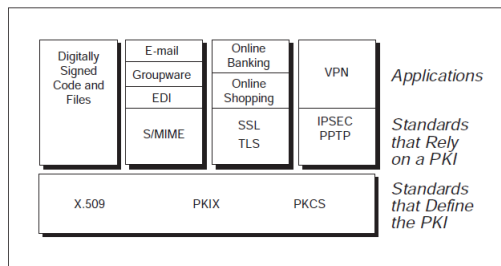 Digitally
Signed
Code and
Files
E-mail
Groupware
EDI
S/MIME
Online
Banking
Online
Shopping
SSL
TLS
VPN
IPSEC
PPTP
Applications
Standards
that Rely
on a PKI
X.509 PKIX PKCS
Standards
that Define
the PKI